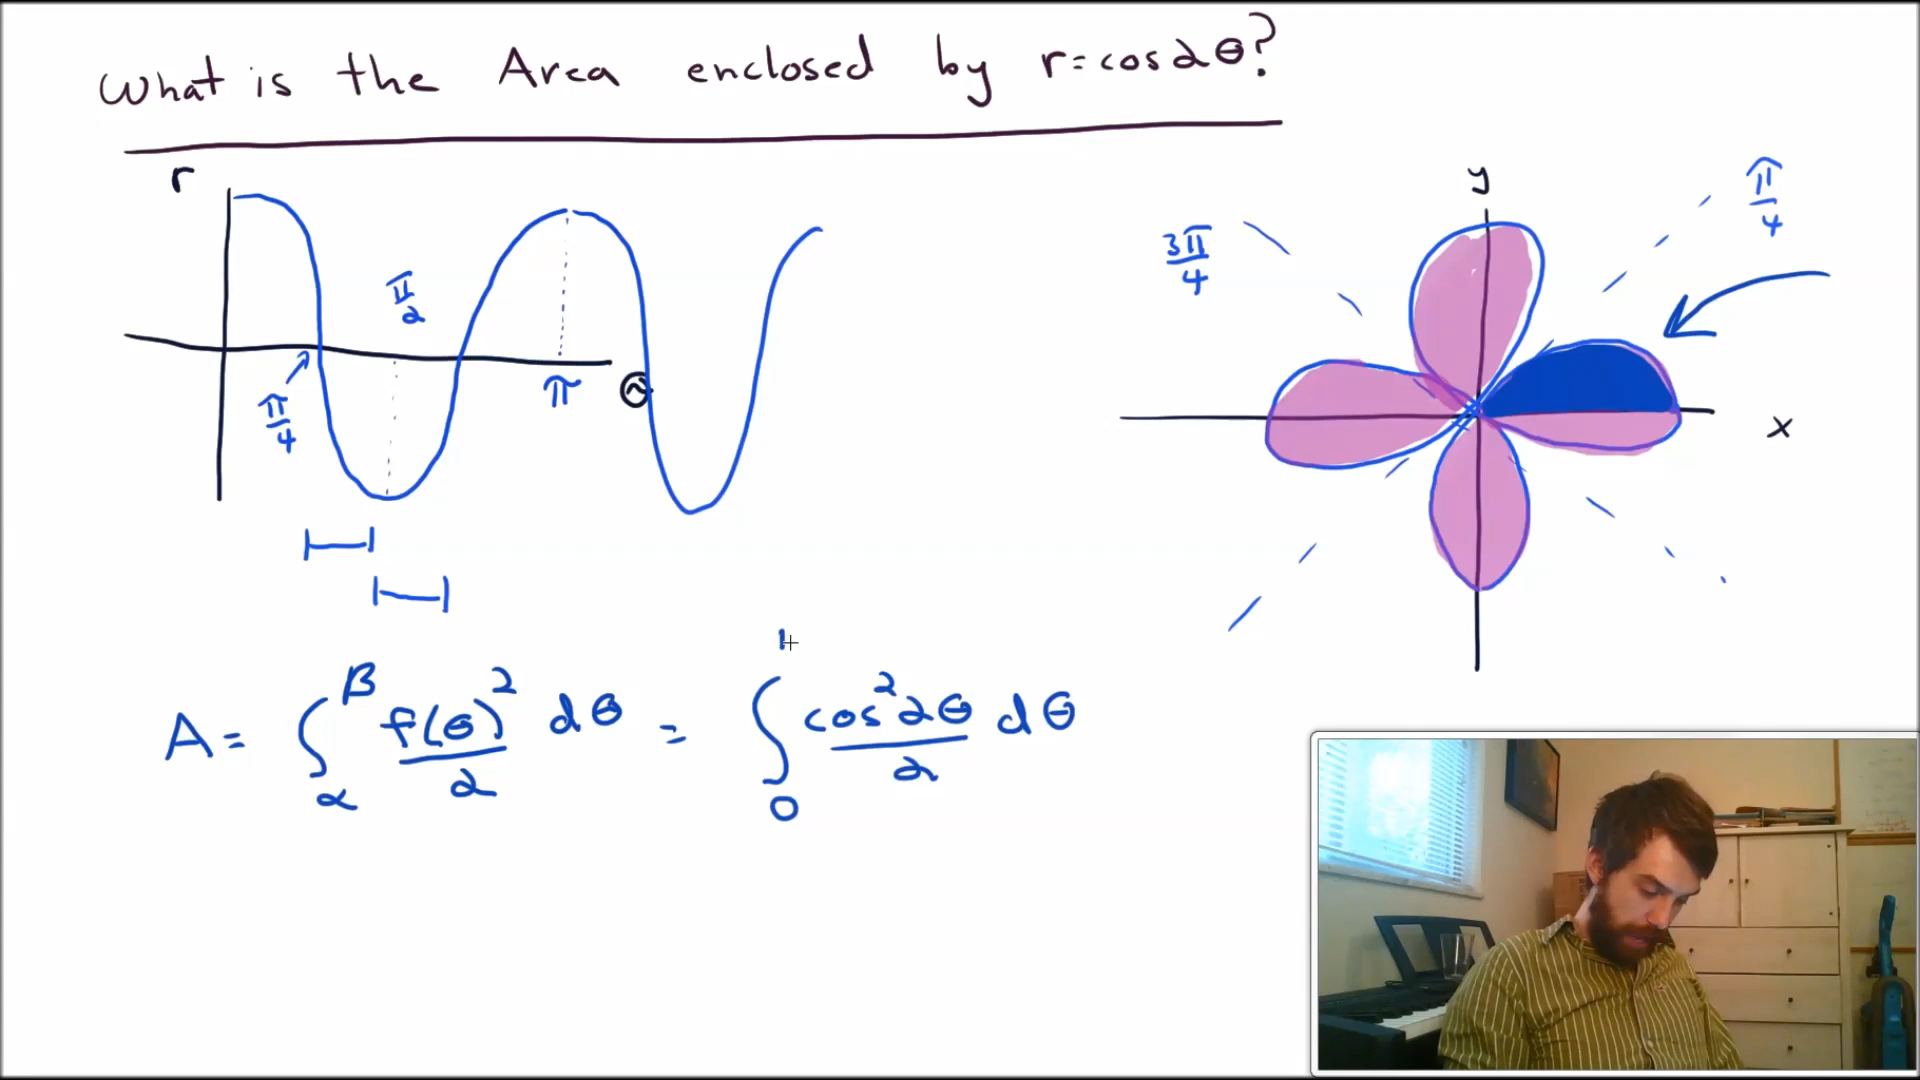 What is the Area enclosed by r=cos2θ?
r
π/2
π/4
π
θ
y
3π/4
π/4
x
A = ∫_α^β f(θ)²/2 dθ = ∫_0 cos²2θ/2 dθ